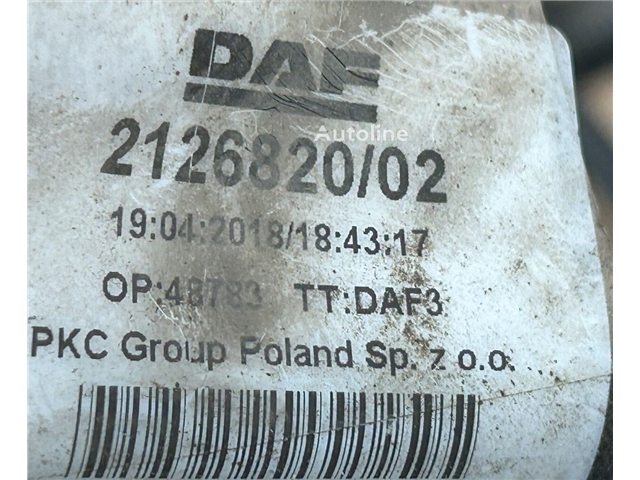 DAF
Autoline
2126820/02
19:04:2018/18:43:17
OP:48783 TT:DAF3
PKC Group Poland Sp. z o.o.